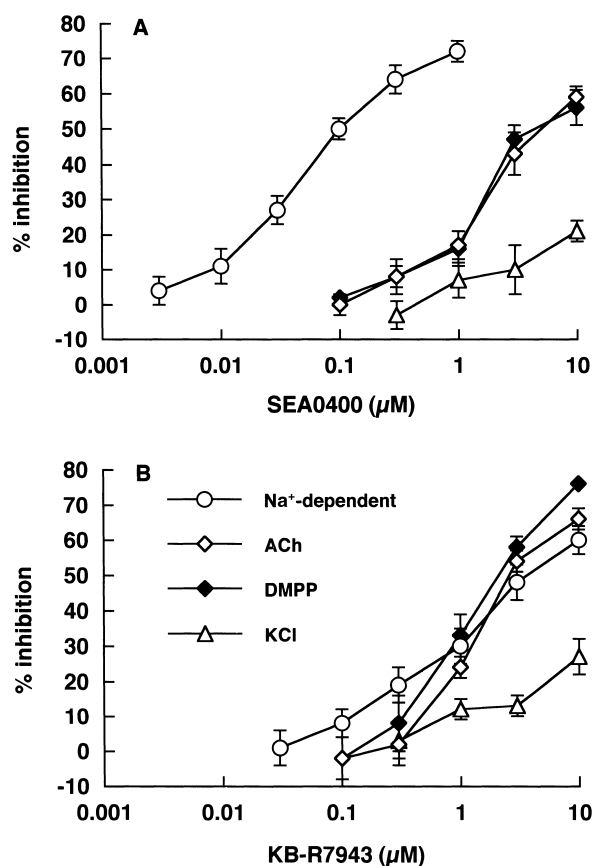 A
80
70
60
50
40
30
20
10
0
-10
% inhibition
0.001 0.01 0.1 1 10
SEA0400 (μM)
B
80
70
60
50
40
30
20
10
0
-10
% inhibition
Na⁺-dependent
ACh
DMPP
KCl
0.001 0.01 0.1 1 10
KB-R7943 (μM)